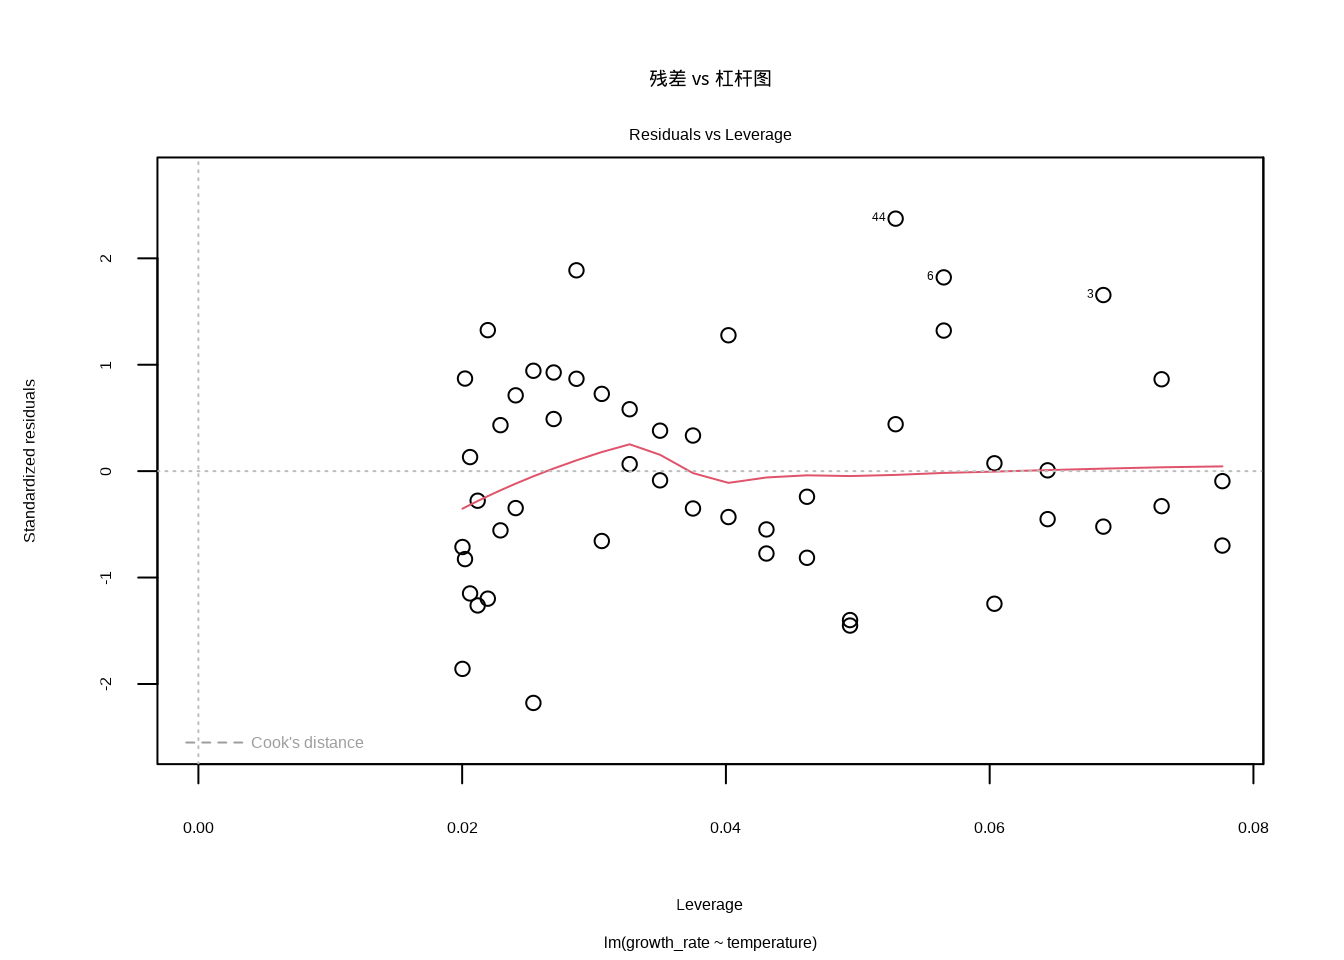 残差 vs 杠杆图
Residuals vs Leverage
44
6
3
2
1
0
-1
-2
Standardized residuals
Cook's distance
0.00 0.02 0.04 0.06 0.08
Leverage
lm(growth_rate ~ temperature)